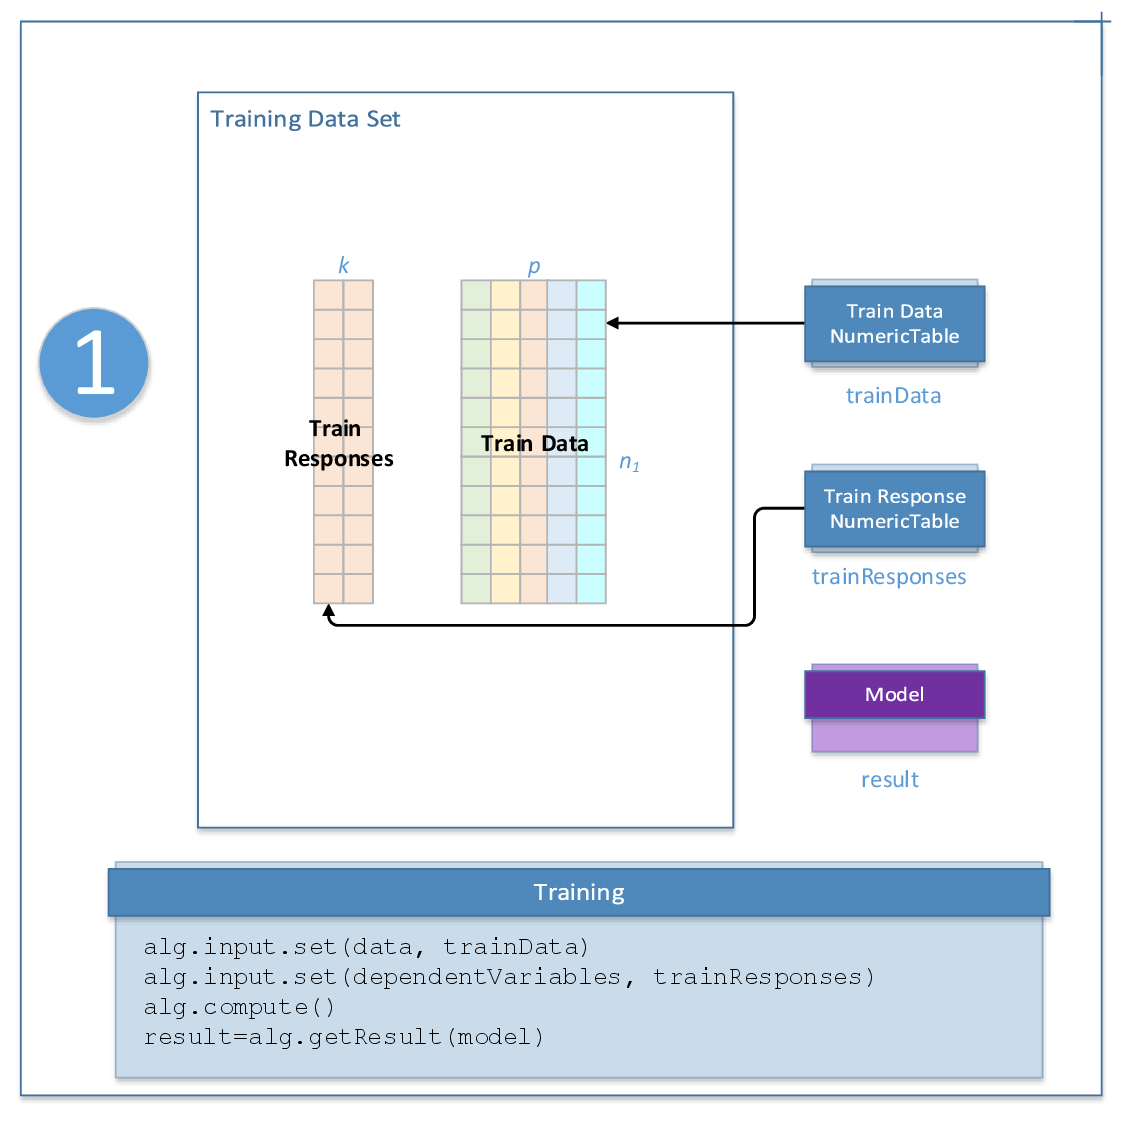 Training Data Set
k
p
1
Train
Responses
Train Data
n1
Train Data
NumericTable
trainData
Train Response
NumericTable
trainResponses
Model
result
Training
alg.input.set(data, trainData)
alg.input.set(dependentVariables, trainResponses)
alg.compute()
result=alg.getResult(model)